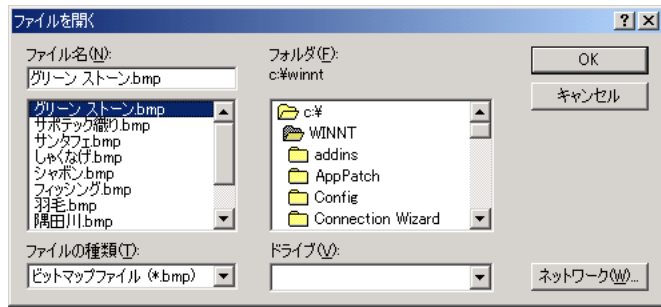 ファイルを開く
ファイル名(N):
グリーン ストーン.bmp
グリーン ストーン.bmp
サポテック織り.bmp
サンタフェ.bmp
しゃくなげ.bmp
シャボン.bmp
フィッシング.bmp
羽毛.bmp
隅田川.bmp
ファイルの種類(T):
ビットマップファイル (*.bmp)
フォルダ(F):
c:¥winnt
c:¥
WINNT
addins
AppPatch
Config
Connection Wizard
ドライブ(V):
OK
キャンセル
ネットワーク(W)...